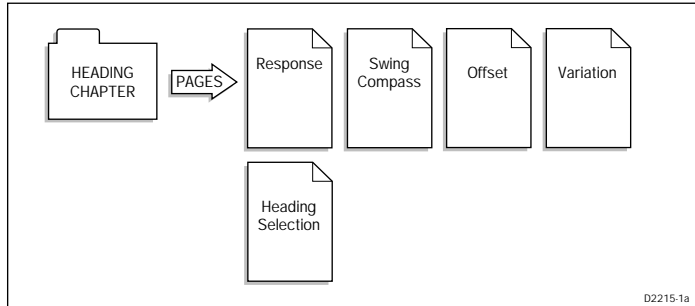 HEADING
CHAPTER
PAGES
Response
Swing
Compass
Offset
Variation
Heading
Selection
D2215-1a